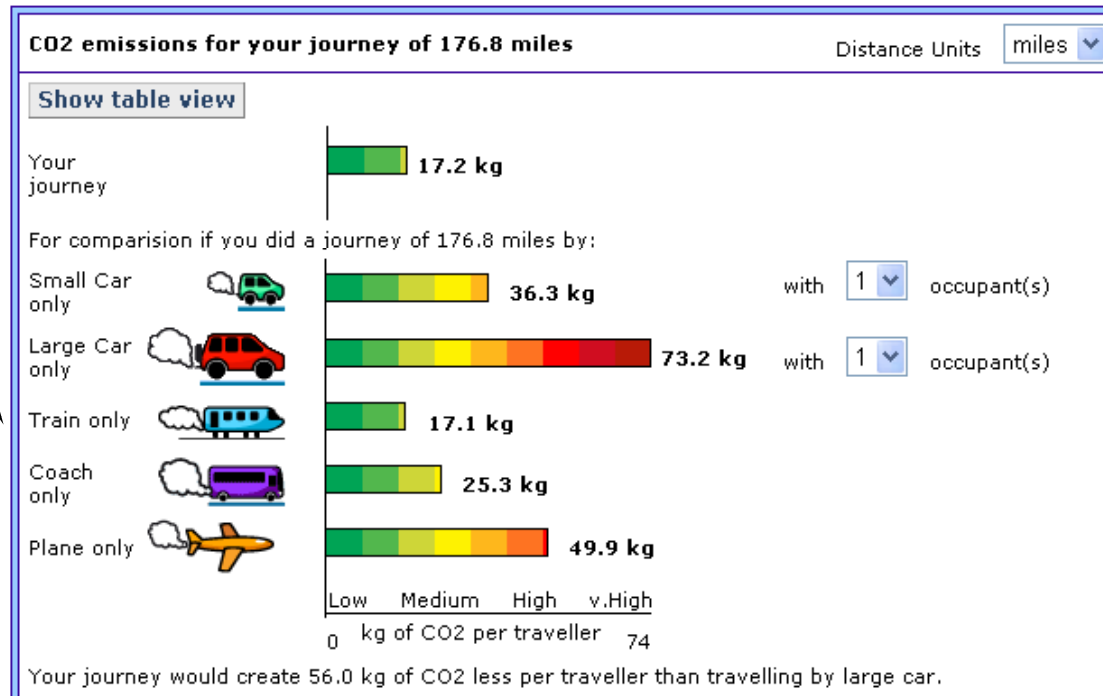 CO2 emissions for your journey of 176.8 miles
Distance Units miles
Show table view
Your
journey
17.2 kg
For comparision if you did a journey of 176.8 miles by:
Small Car
only
36.3 kg
with 1 occupant(s)
Large Car
only
73.2 kg
with 1 occupant(s)
Train only
17.1 kg
Coach
only
25.3 kg
Plane only
49.9 kg
Low Medium High v.High
0 kg of CO2 per traveller 74
Your journey would create 56.0 kg of CO2 less per traveller than travelling by large car.